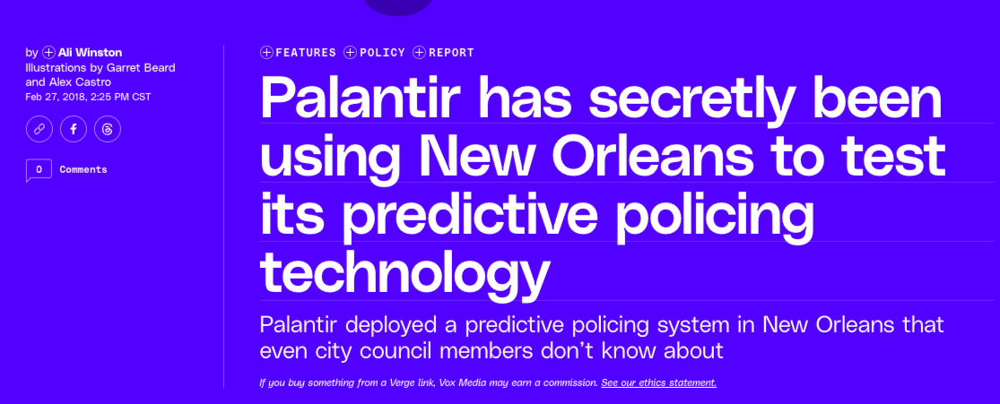 by Ali Winston
Illustrations by Garret Beard
and Alex Castro
Feb 27, 2018, 2:25 PM CST
0 Comments
FEATURES POLICY REPORT
Palantir has secretly been
using New Orleans to test
its predictive policing
technology
Palantir deployed a predictive policing system in New Orleans that
even city council members don’t know about
If you buy something from a Verge link, Vox Media may earn a commission. See our ethics statement.